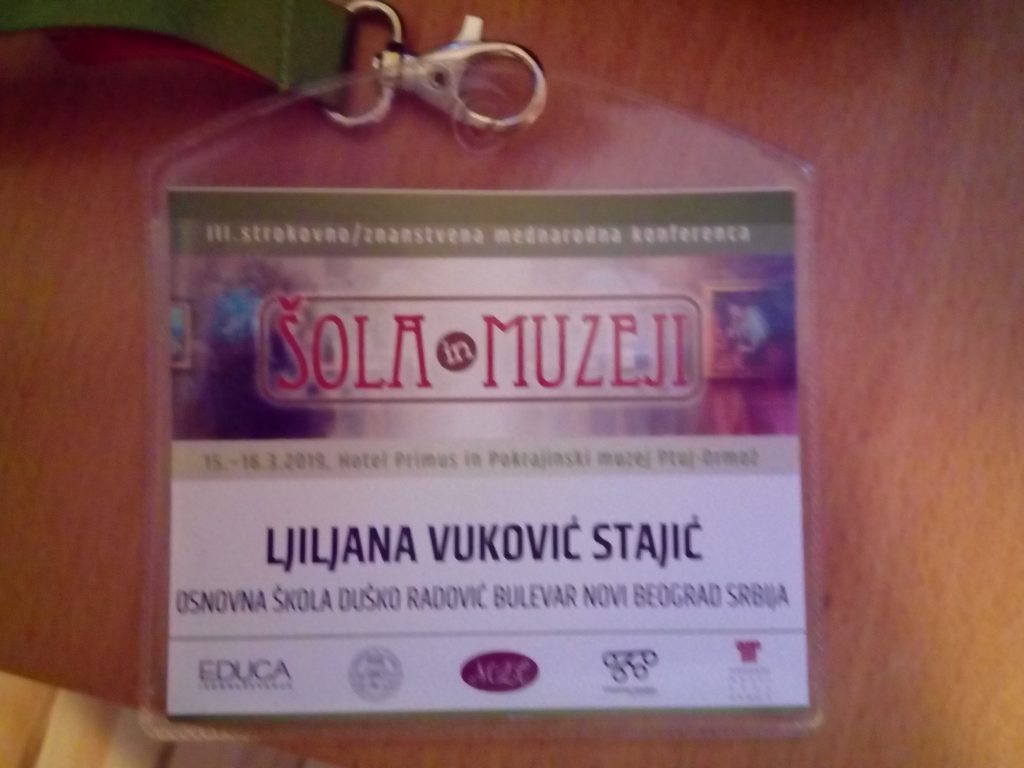 III. strokovno/znanstvena mednarodna konferenca
ŠOLA in MUZEJI
15.-16.3.2019, Hotel Primus in Pokrajinski muzej Ptuj-Ormož
LJILJANA VUKOVIĆ STAJIĆ
OSNOVNA ŠKOLA DUŠKO RADOVIĆ BULEVAR NOVI BEOGRAD SRBIJA
EDUCA